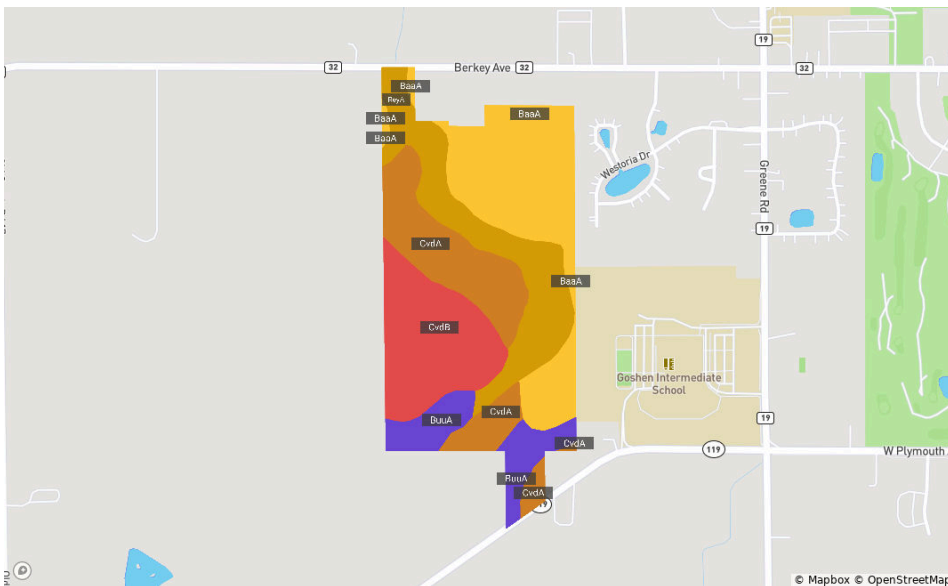 19
32
Berkey Ave
32
32
BaaA
ReyA
BaaA
BaaA
BaaA
Westoria Dr
Greene Rd
19
CvdA
BaaA
CvdB
Goshen Intermediate
School
CvdA
BuuA
19
CvdA
119
W Plymouth
BuuA
CvdA
© Mapbox © OpenStreetMap